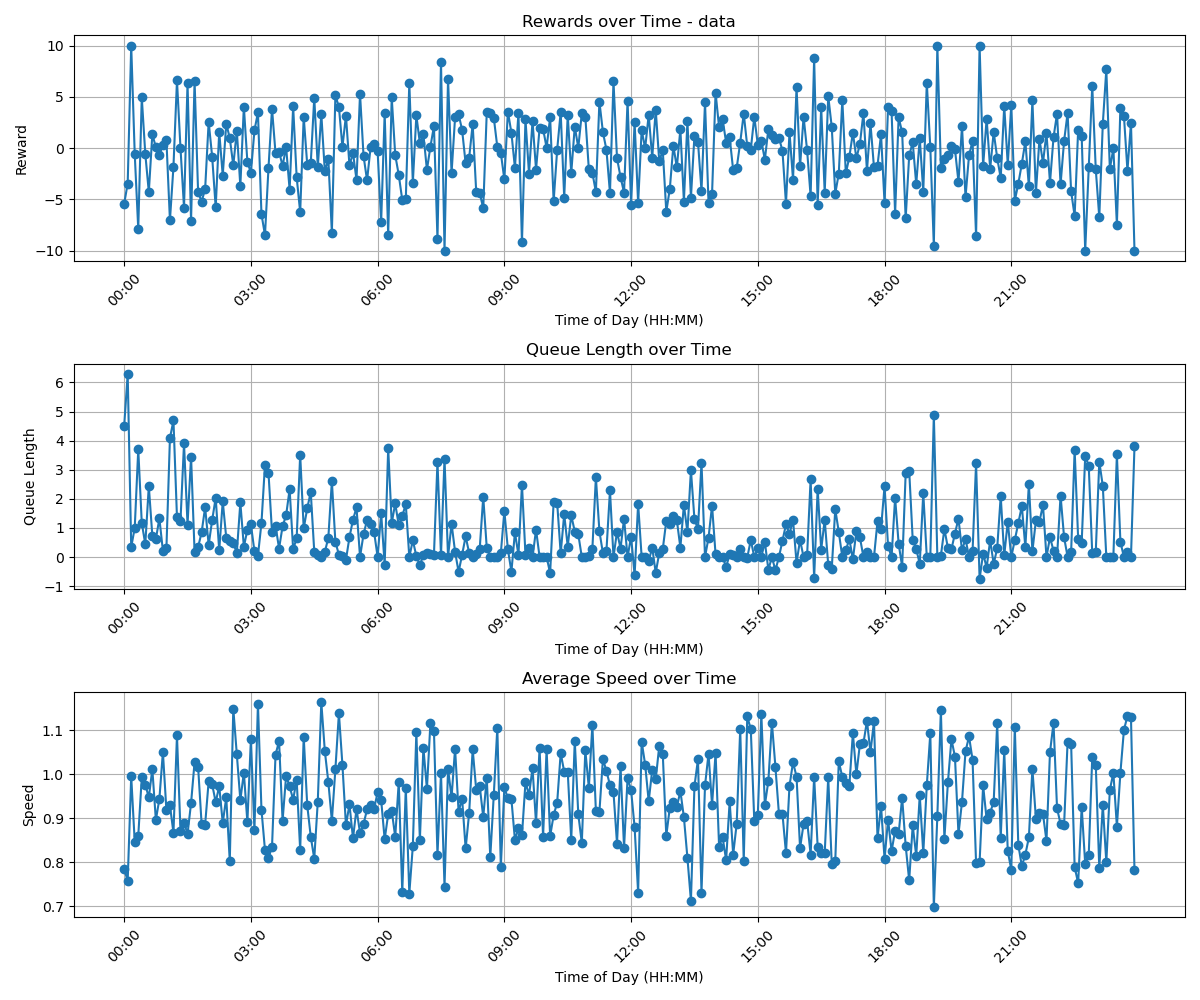 Rewards over Time - data
10
5
0
−5
−10
Reward
00:00 03:00 06:00 09:00 12:00 15:00 18:00 21:00
Time of Day (HH:MM)
Queue Length over Time
6
5
4
3
2
1
0
−1
Queue Length
00:00 03:00 06:00 09:00 12:00 15:00 18:00 21:00
Time of Day (HH:MM)
Average Speed over Time
1.1
1.0
0.9
0.8
0.7
Speed
00:00 03:00 06:00 09:00 12:00 15:00 18:00 21:00
Time of Day (HH:MM)